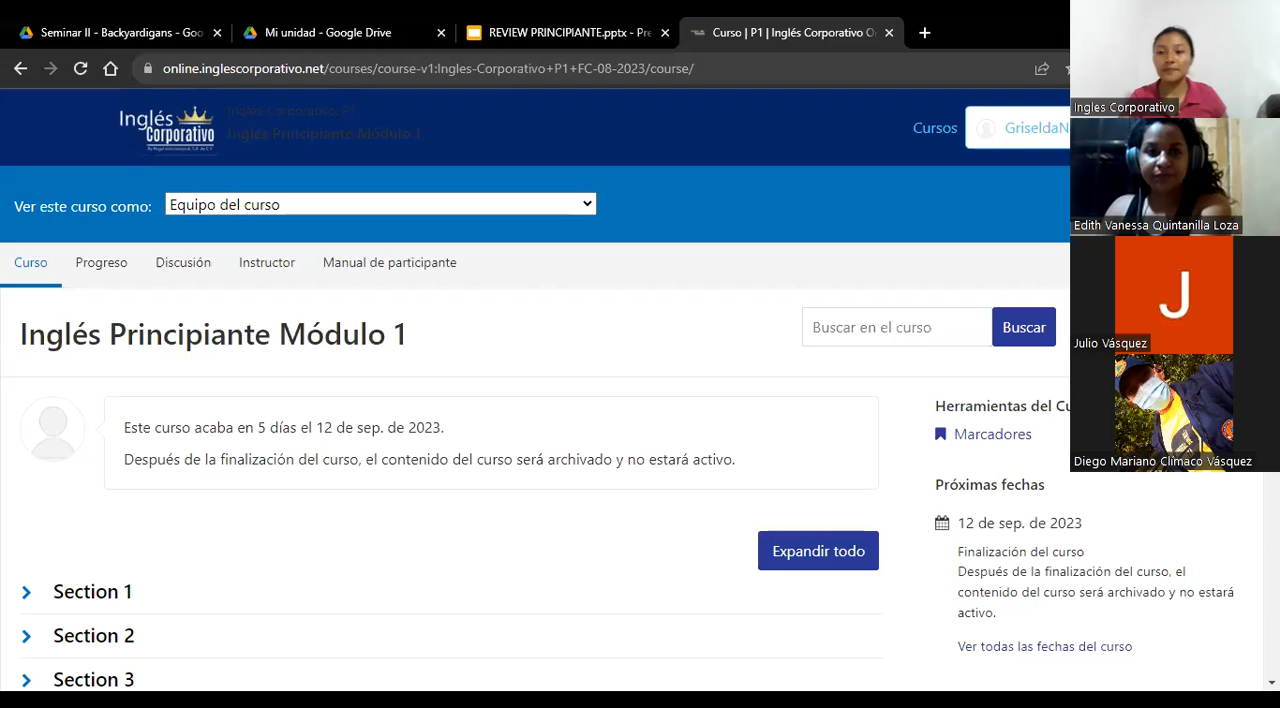 Seminar II - Backyardigans - Goo
Mi unidad - Google Drive
REVIEW PRINCIPIANTE.pptx - Pre
Curso | P1 | Inglés Corporativo O
online.inglescorporativo.net/courses/course-v1:Ingles-Corporativo+P1+FC-08-2023/course/
Inglés Corporativo
Ingles-Corporativo: P1
Inglés Principiante Módulo 1
Cursos
GriseldaN
Ver este curso como:
Equipo del curso
Curso
Progreso
Discusión
Instructor
Manual de participante
Inglés Principiante Módulo 1
Buscar en el curso
Buscar
Este curso acaba en 5 días el 12 de sep. de 2023.
Después de la finalización del curso, el contenido del curso será archivado y no estará activo.
Expandir todo
Section 1
Section 2
Section 3
Herramientas del Cu
Marcadores
Próximas fechas
12 de sep. de 2023
Finalización del curso
Después de la finalización del curso, el
contenido del curso será archivado y no estará
activo.
Ver todas las fechas del curso
Ingles Corporativo
Edith Vanessa Quintanilla Loza
J
Julio Vásquez
Diego Mariano Clímaco Vásquez